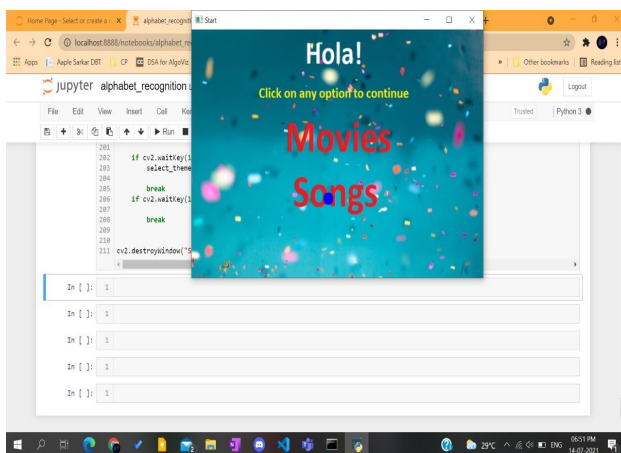 Home Page - Select or create a n
alphabet_recogniti
Start
localhost:8888/notebooks/alphabet_re
Apps
Aaple Sarkar DBT
CP
DSA for AlgoViz
Other bookmarks
Reading list
jupyter alphabet_recognition u
Logout
File Edit View Insert Cell Ker
Trusted
Python 3
Run
Hola!
Click on any option to continue
Movies
Songs
201
202 if cv2.waitKey(1
203 select_theme
204
205 break
206 if cv2.waitKey(1
207
208 break
209
210
211 cv2.destroyWindow("S
In [ ]: 1
In [ ]: 1
In [ ]: 1
In [ ]: 1
In [ ]: 1
29°C
ENG
06:51 PM
14-07-2021